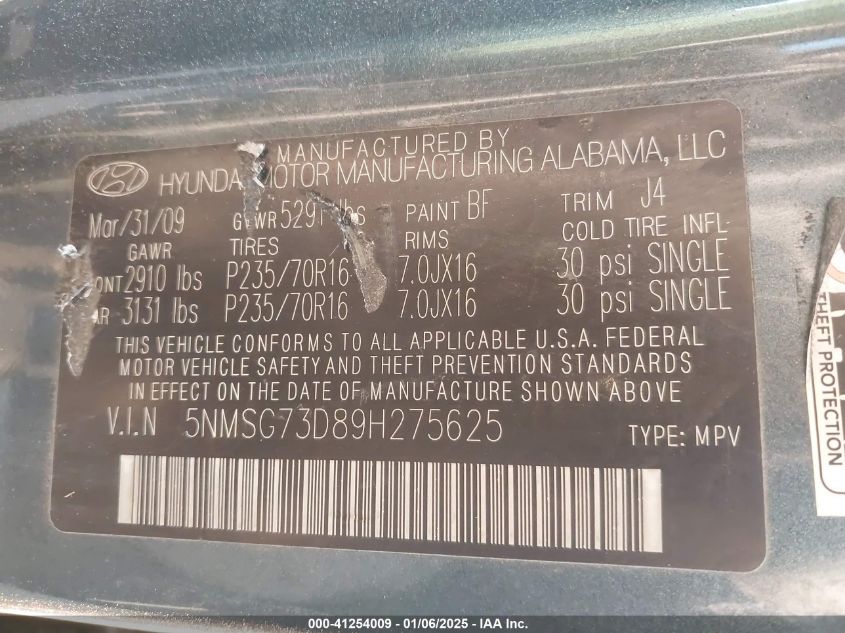 MANUFACTURED BY
HYUNDAI MOTOR MANUFACTURING ALABAMA, LLC
Mar/31/09 GVWR 5291 lbs PAINT BF TRIM J4
GAWR TIRES RIMS COLD TIRE INFL
2910 lbs P235/70R16 7.0JX16 30 psi SINGLE
3131 lbs P235/70R16 7.0JX16 30 psi SINGLE
THIS VEHICLE CONFORMS TO ALL APPLICABLE U.S.A. FEDERAL
MOTOR VEHICLE SAFETY AND THEFT PREVENTION STANDARDS
IN EFFECT ON THE DATE OF MANUFACTURE SHOWN ABOVE
V.I.N 5NMSG73D89H275625 TYPE: MPV
THEFT PROTECTION
000-41254009 - 01/06/2025 - IAA Inc.